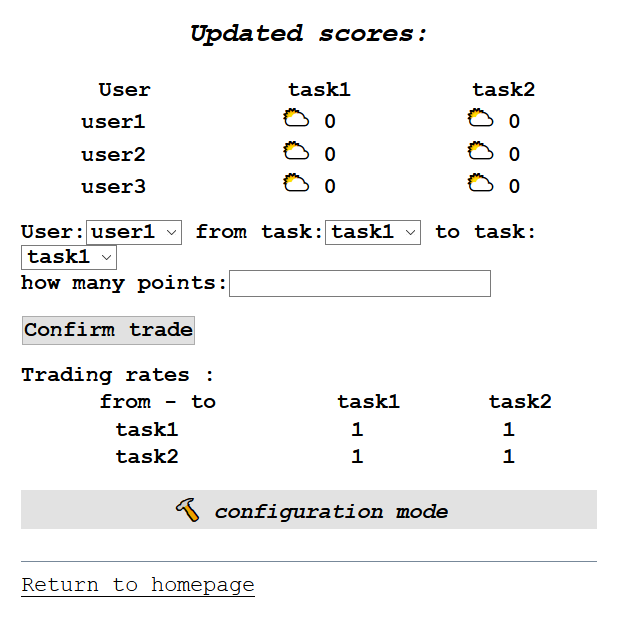 Updated scores:
User task1 task2
user1 0 0
user2 0 0
user3 0 0
User: user1 from task: task1 to task:
task1
how many points:
Confirm trade
Trading rates :
from - to task1 task2
task1 1 1
task2 1 1
configuration mode
Return to homepage